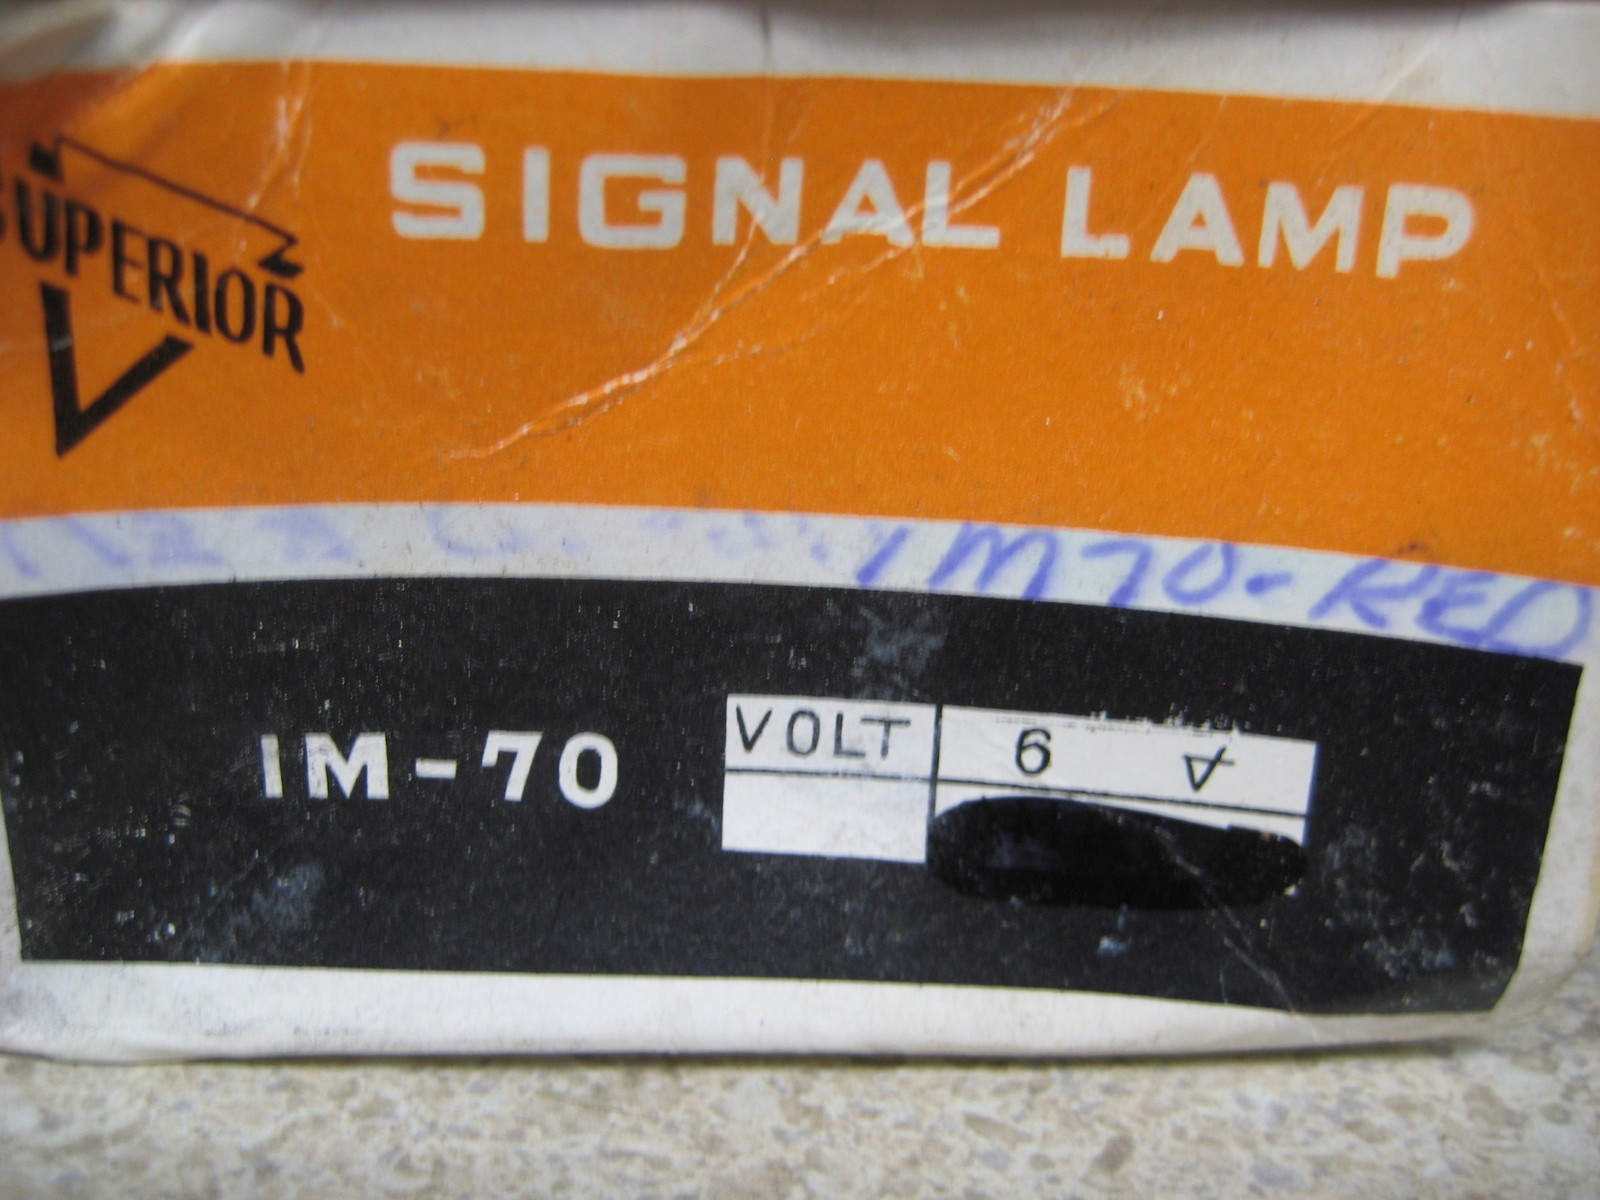 SUPERIOR
SIGNAL LAMP
IM70-RED
IM-70
VOLT 6 V